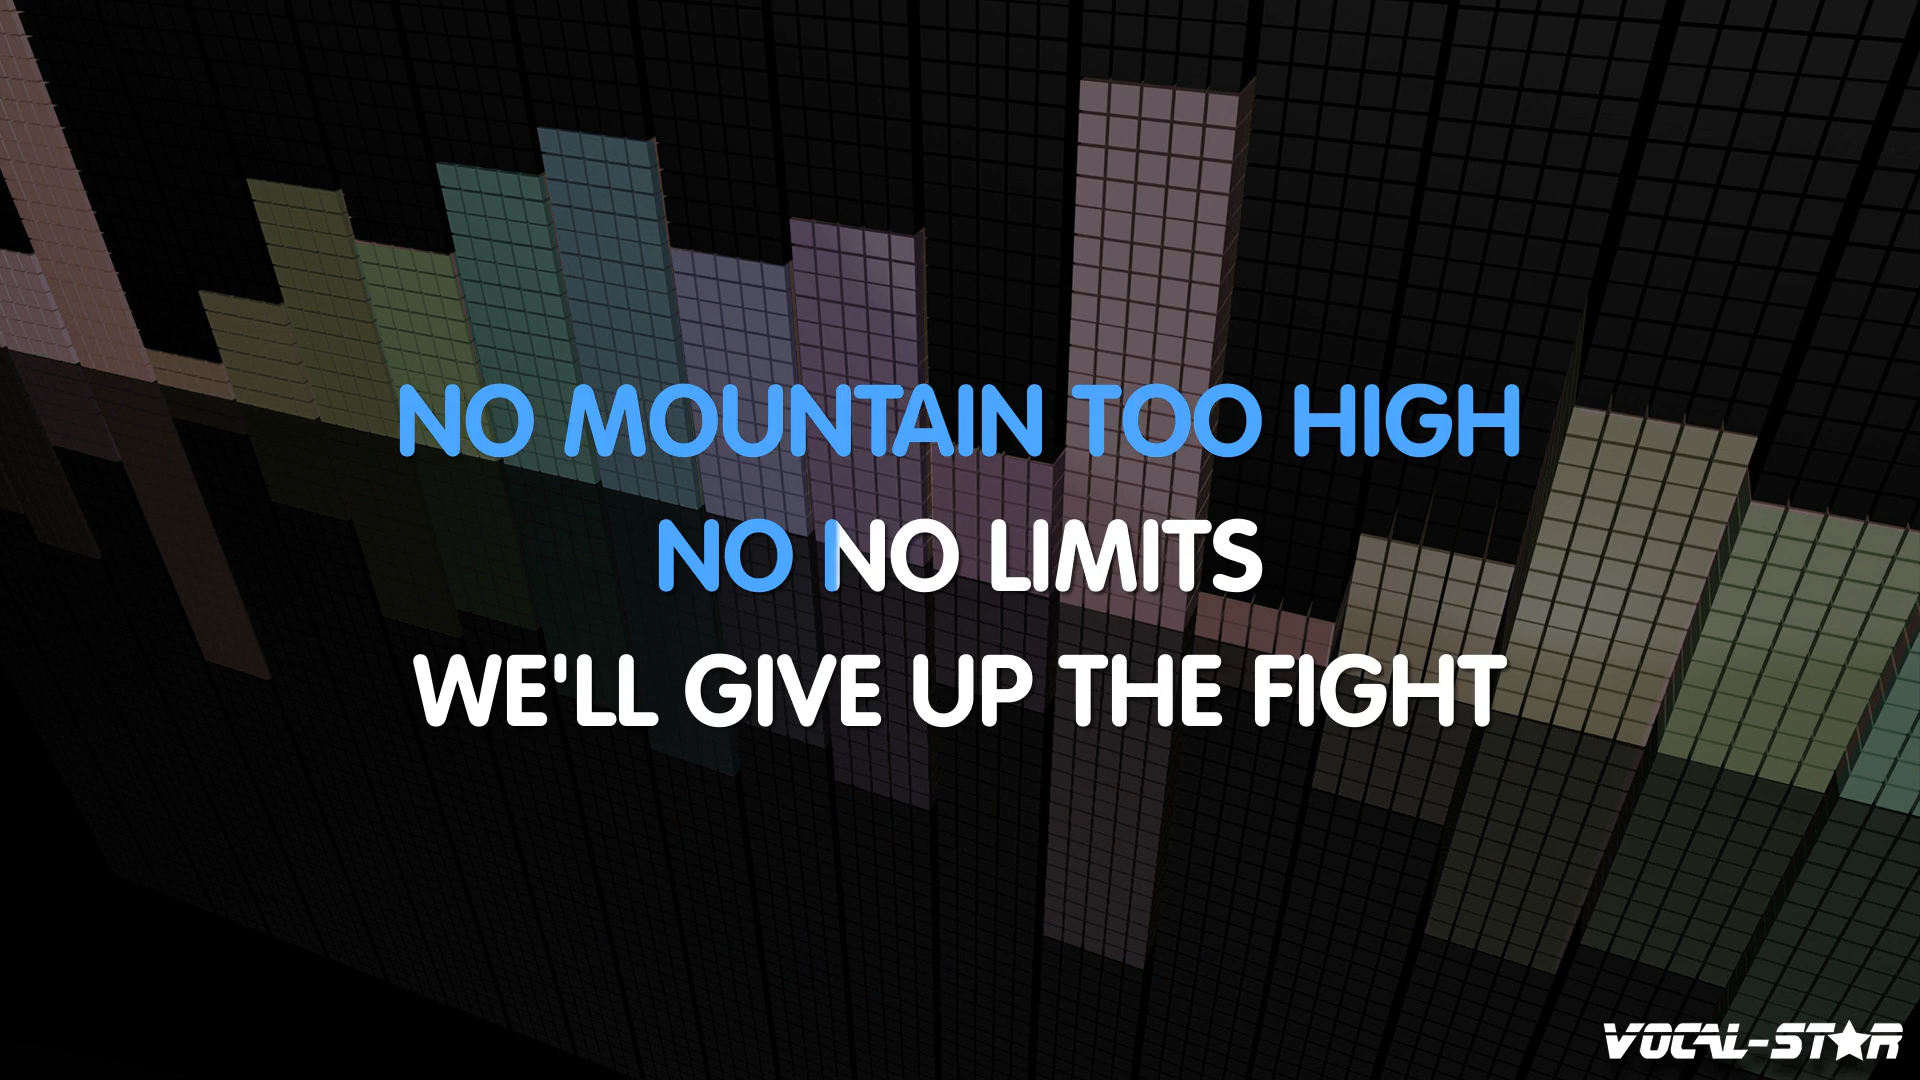 NO MOUNTAIN TOO HIGH
NO NO LIMITS
WE'LL GIVE UP THE FIGHT
VOCAL-STAR